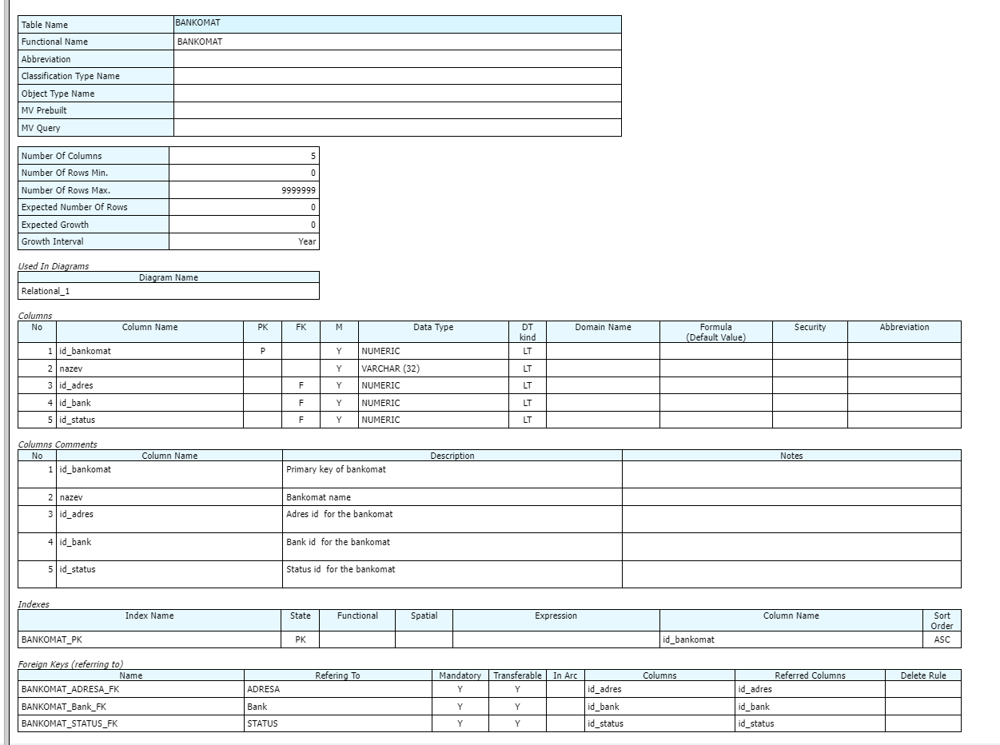 Table Name BANKOMAT
Functional Name BANKOMAT
Abbreviation
Classification Type Name
Object Type Name
MV Prebuilt
MV Query
Number Of Columns 5
Number Of Rows Min. 0
Number Of Rows Max. 9999999
Expected Number Of Rows 0
Expected Growth 0
Growth Interval Year
Used In Diagrams
Diagram Name
Relational_1
Columns
No Column Name PK FK M Data Type DT kind Domain Name Formula (Default Value) Security Abbreviation
1 id_bankomat P Y NUMERIC LT
2 nazev Y VARCHAR (32) LT
3 id_adres F Y NUMERIC LT
4 id_bank F Y NUMERIC LT
5 id_status F Y NUMERIC LT
Columns Comments
No Column Name Description Notes
1 id_bankomat Primary key of bankomat
2 nazev Bankomat name
3 id_adres Adres id for the bankomat
4 id_bank Bank id for the bankomat
5 id_status Status id for the bankomat
Indexes
Index Name State Functional Spatial Expression Column Name Sort Order
BANKOMAT_PK PK id_bankomat ASC
Foreign Keys (referring to)
Name Refering To Mandatory Transferable In Arc Columns Referred Columns Delete Rule
BANKOMAT_ADRESA_FK ADRESA Y Y id_adres id_adres
BANKOMAT_Bank_FK Bank Y Y id_bank id_bank
BANKOMAT_STATUS_FK STATUS Y Y id_status id_status